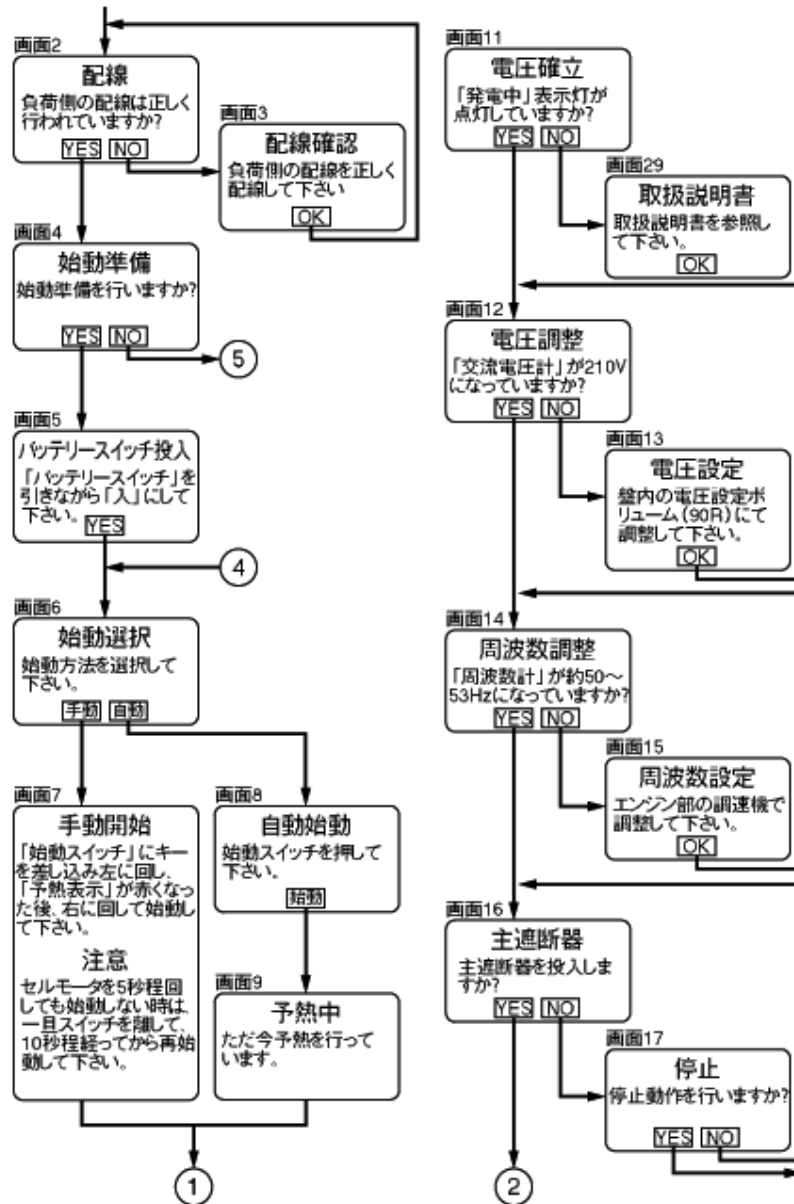 画面2
配線
負荷側の配線は正しく
行われていますか?
YES NO
画面3
配線確認
負荷側の配線を正しく
配線して下さい
OK
画面4
始動準備
始動準備を行いますか?
YES NO
5
画面5
バッテリースイッチ投入
「バッテリースイッチ」を
引きながら「入」にして
下さい。 YES
4
画面6
始動選択
始動方法を選択して
下さい。
手動 自動
画面7
手動開始
「始動スイッチ」にキー
を差し込み左に回し、
「予熱表示」が赤くなっ
た後、右に回して始動し
て下さい。
注意
セルモータを5秒程回
しても始動しない時は、
一旦スイッチを離して、
10秒程経ってから再始
動して下さい。
画面8
自動始動
始動スイッチを押して
下さい。
始動
画面9
予熱中
ただ今予熱を行って
います。
1
画面11
電圧確立
「発電中」表示灯が
点灯していますか?
YES NO
画面29
取扱説明書
取扱説明書を参照し
て下さい。
OK
画面12
電圧調整
「交流電圧計」が210V
になっていますか?
YES NO
画面13
電圧設定
盤内の電圧設定ボ
リューム(90R)にて
調整して下さい。
OK
画面14
周波数調整
「周波数計」が約50～
53Hzになっていますか?
YES NO
画面15
周波数設定
エンジン部の調速機で
調整して下さい。
OK
画面16
主遮断器
主遮断器を投入しま
すか?
YES NO
画面17
停止
停止動作を行いますか?
YES NO
2